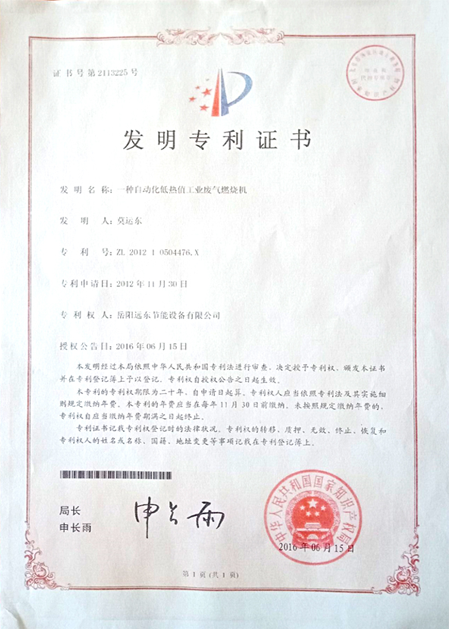 证书号第2113225号
发明专利证书
发明名称：一种自动化低热值工业废气燃烧机
发明人：莫远东
专利号：ZL 2012 1 0504476.X
专利申请日：2012年11月30日
专利权人：岳阳远东节能设备有限公司
授权公告日：2016年06月15日
本发明经过本局依照中华人民共和国专利法进行审查，决定授予专利权，颁发本证书
并在专利登记簿上予以登记。专利权自授权公告之日起生效。
本专利的专利权期限为二十年，自申请日起算。专利权人应当依照专利法及其实施细
则规定缴纳年费。本专利的年费应当在每年11月30日前缴纳。未按照规定缴纳年费的，
专利权自应当缴纳年费期满之日起终止。
专利证书记载专利权登记时的法律状况。专利权的转移、质押、无效、终止、恢复和
专利权人的姓名或名称、国籍、地址变更等事项记载在专利登记簿上。
局长
申长雨
申长雨
中华人民共和国国家知识产权局
2016年06月15日
第1页(共1页)